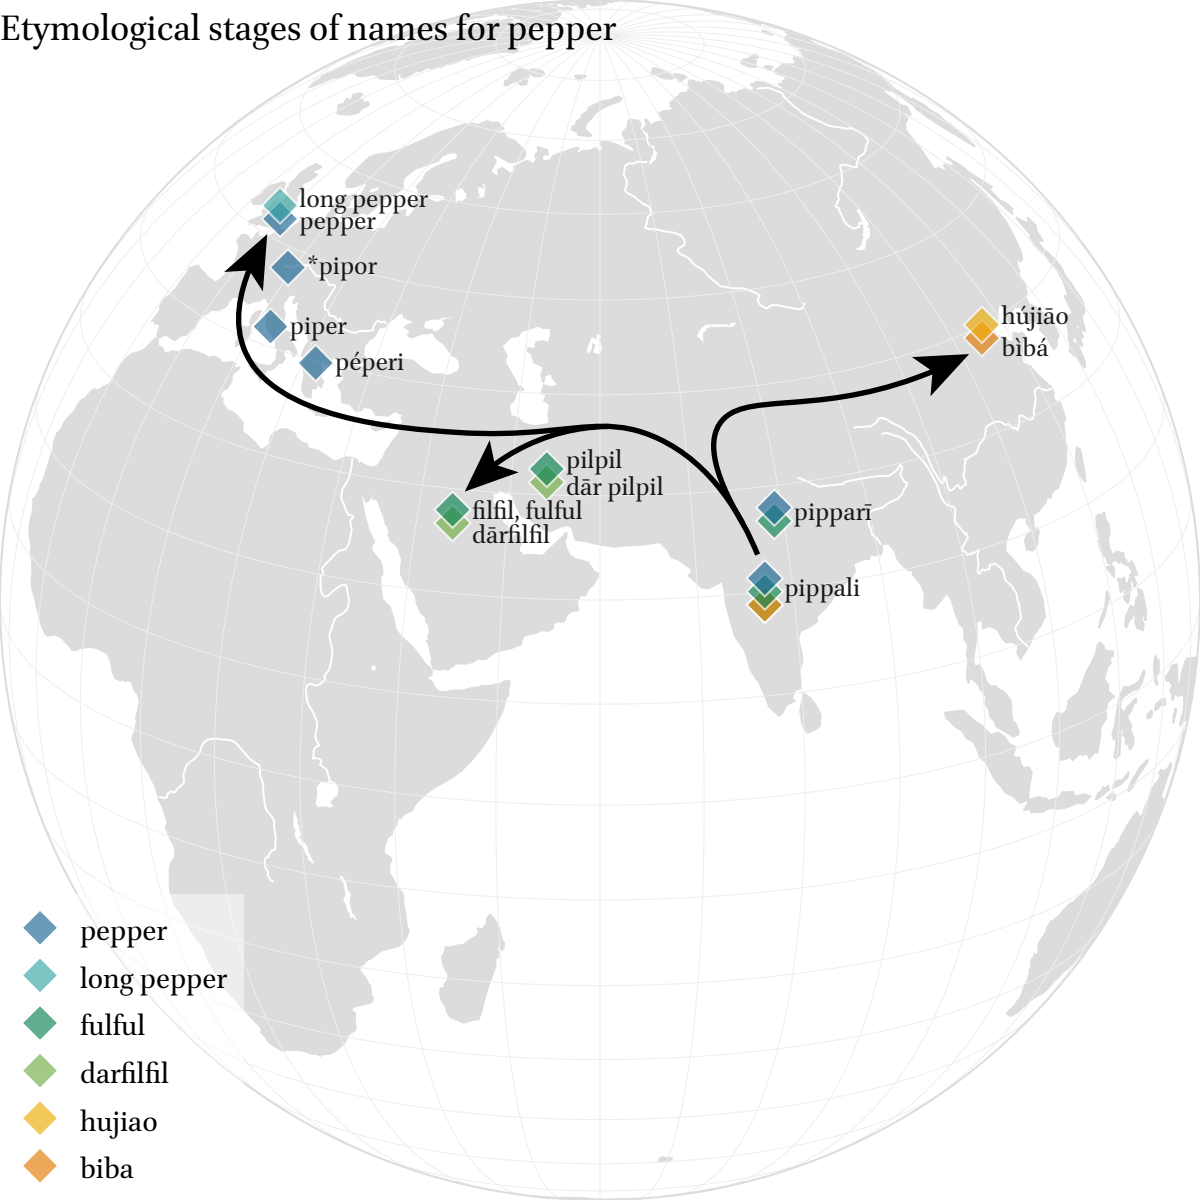 Etymological stages of names for pepper
long pepper
pepper
*pipor
piper
péperi
hújiāo
bìbá
pilpil
dār pilpil
filfil, fulful
dārfilfil
pipparī
pippali
pepper
long pepper
fulful
darfilfil
hujiao
biba